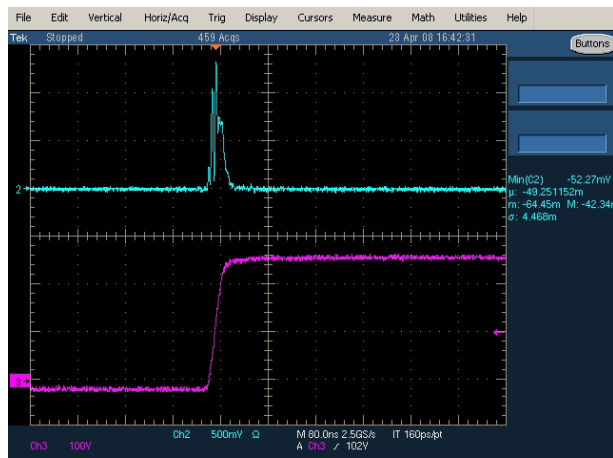 File Edit Vertical Horiz/Acq Trig Display Cursors Measure Math Utilities Help
Tek Stopped 459 Acqs 23 Apr 08 16:42:31
Buttons
2
Min(C2) -52.27mV
µ: -49.251152m
m: -64.45m M: -42.34m
σ: 4.468m
3
Ch2 500mV Ω M 80.0ns 2.5GS/s IT 160ps/pt
Ch3 100V A Ch3 ∕ 102V